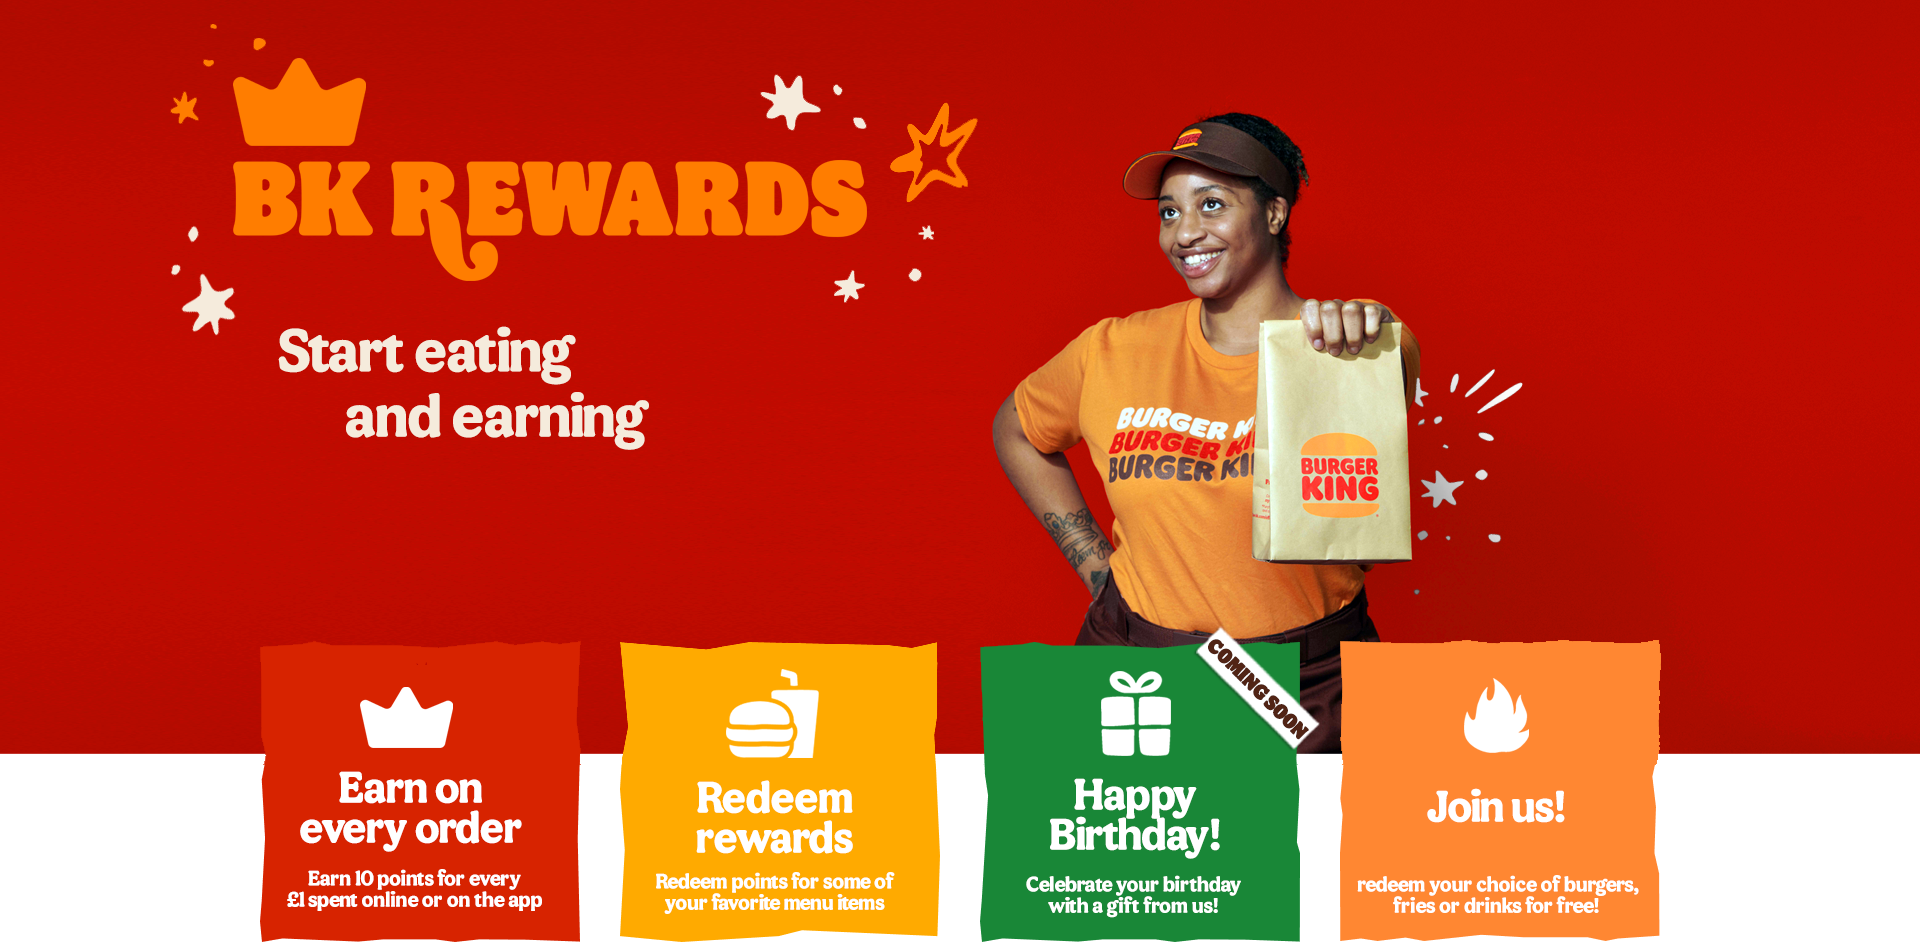 BK REWARDS
Start eating
and earning
BURGER
BURGER
BURGER
BURGER
KING
COMING SOON
Earn on
every order
Earn 10 points for every
£1 spent online or on the app
Redeem
rewards
Redeem points for some of
your favorite menu items
Happy
Birthday!
Celebrate your birthday
with a gift from us!
Join us!
redeem your choice of burgers,
fries or drinks for free!